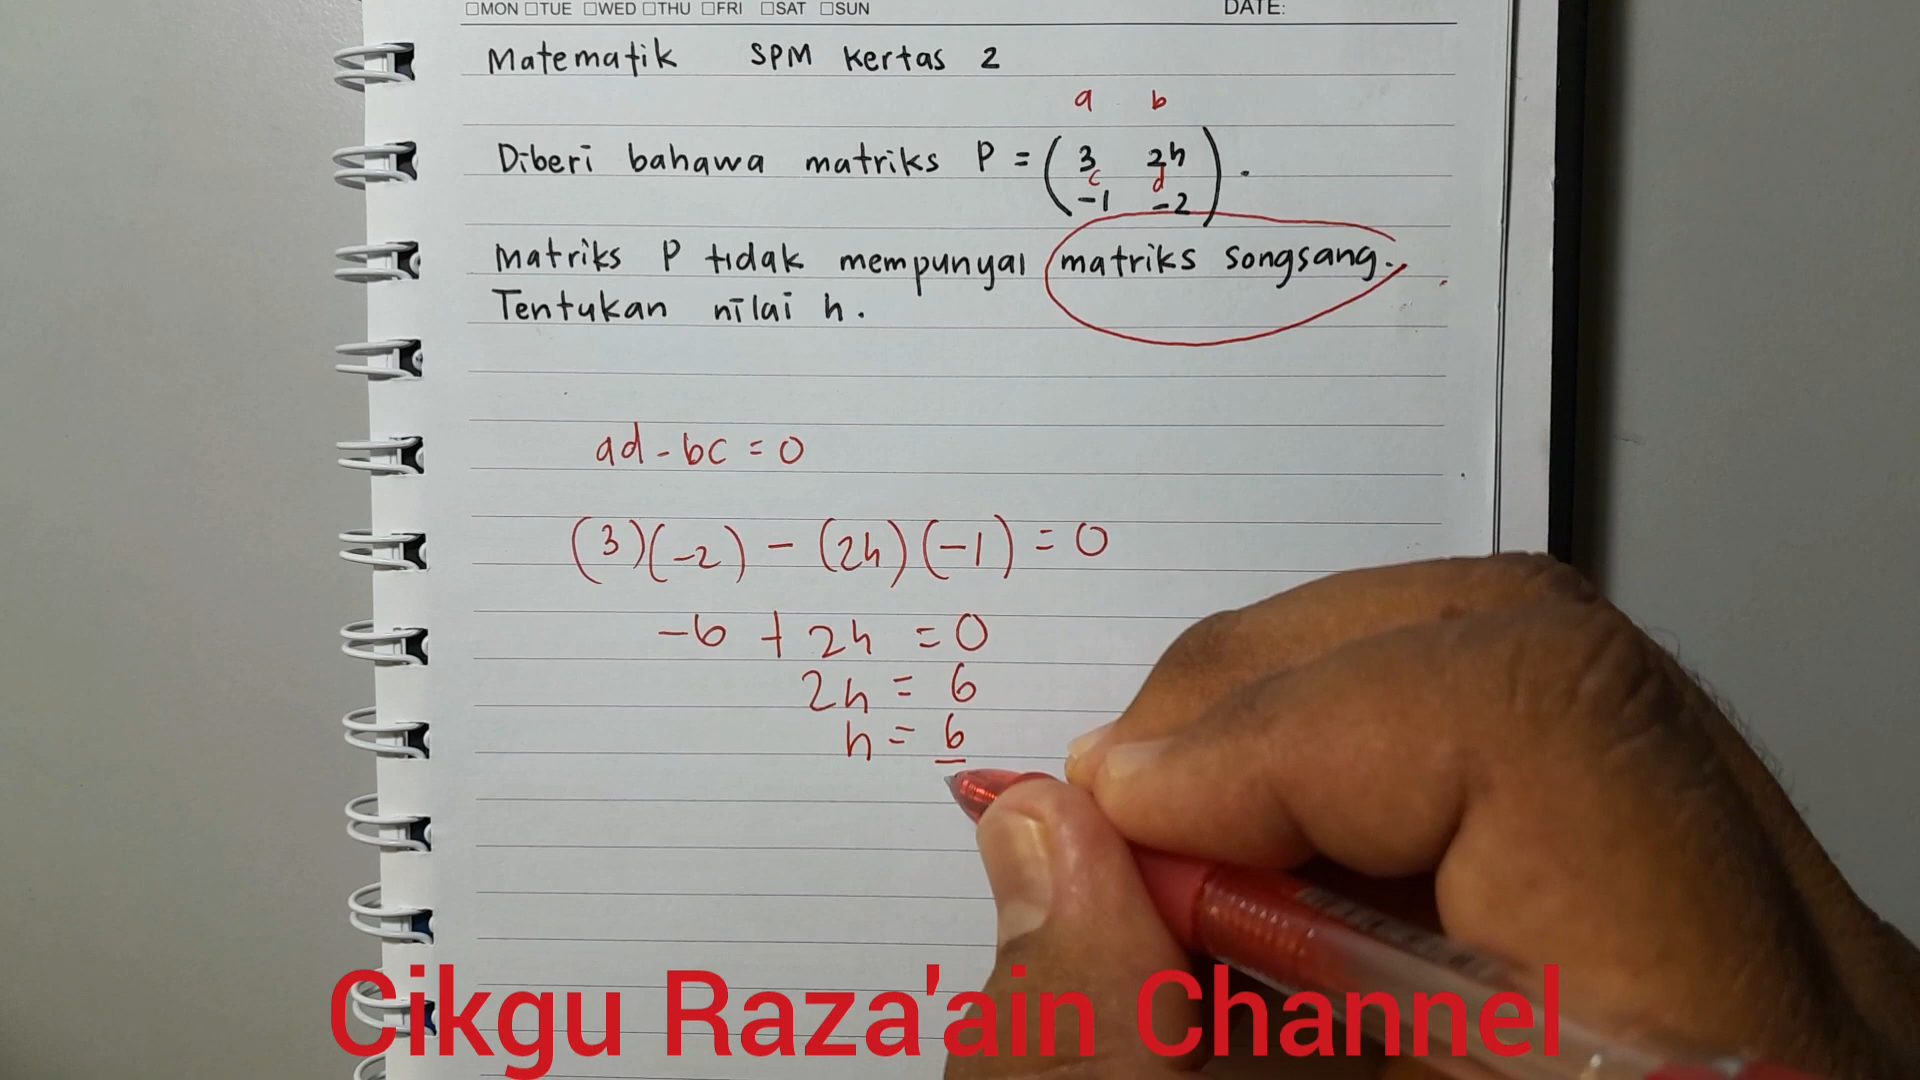 □MON □TUE □WED □THU □FRI □SAT □SUN DATE:
Matematik SPM Kertas 2
a b
Diberi bahawa matriks P = ( 3 2h ) .
c d
-1 -2
Matriks P tidak mempunyai matriks songsang.
Tentukan nilai h.
ad - bc = 0
(3)(-2) - (2h)(-1) = 0
-6 + 2h = 0
2h = 6
h = 6
Cikgu Raza'ain Channel